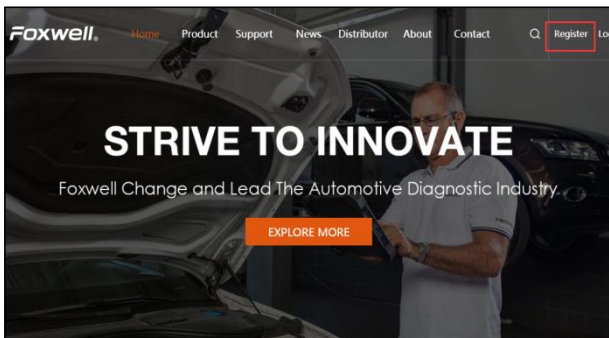 Foxwell® Home Product Support News Distributor About Contact Register
STRIVE TO INNOVATE
Foxwell Change and Lead The Automotive Diagnostic Industry.
EXPLORE MORE